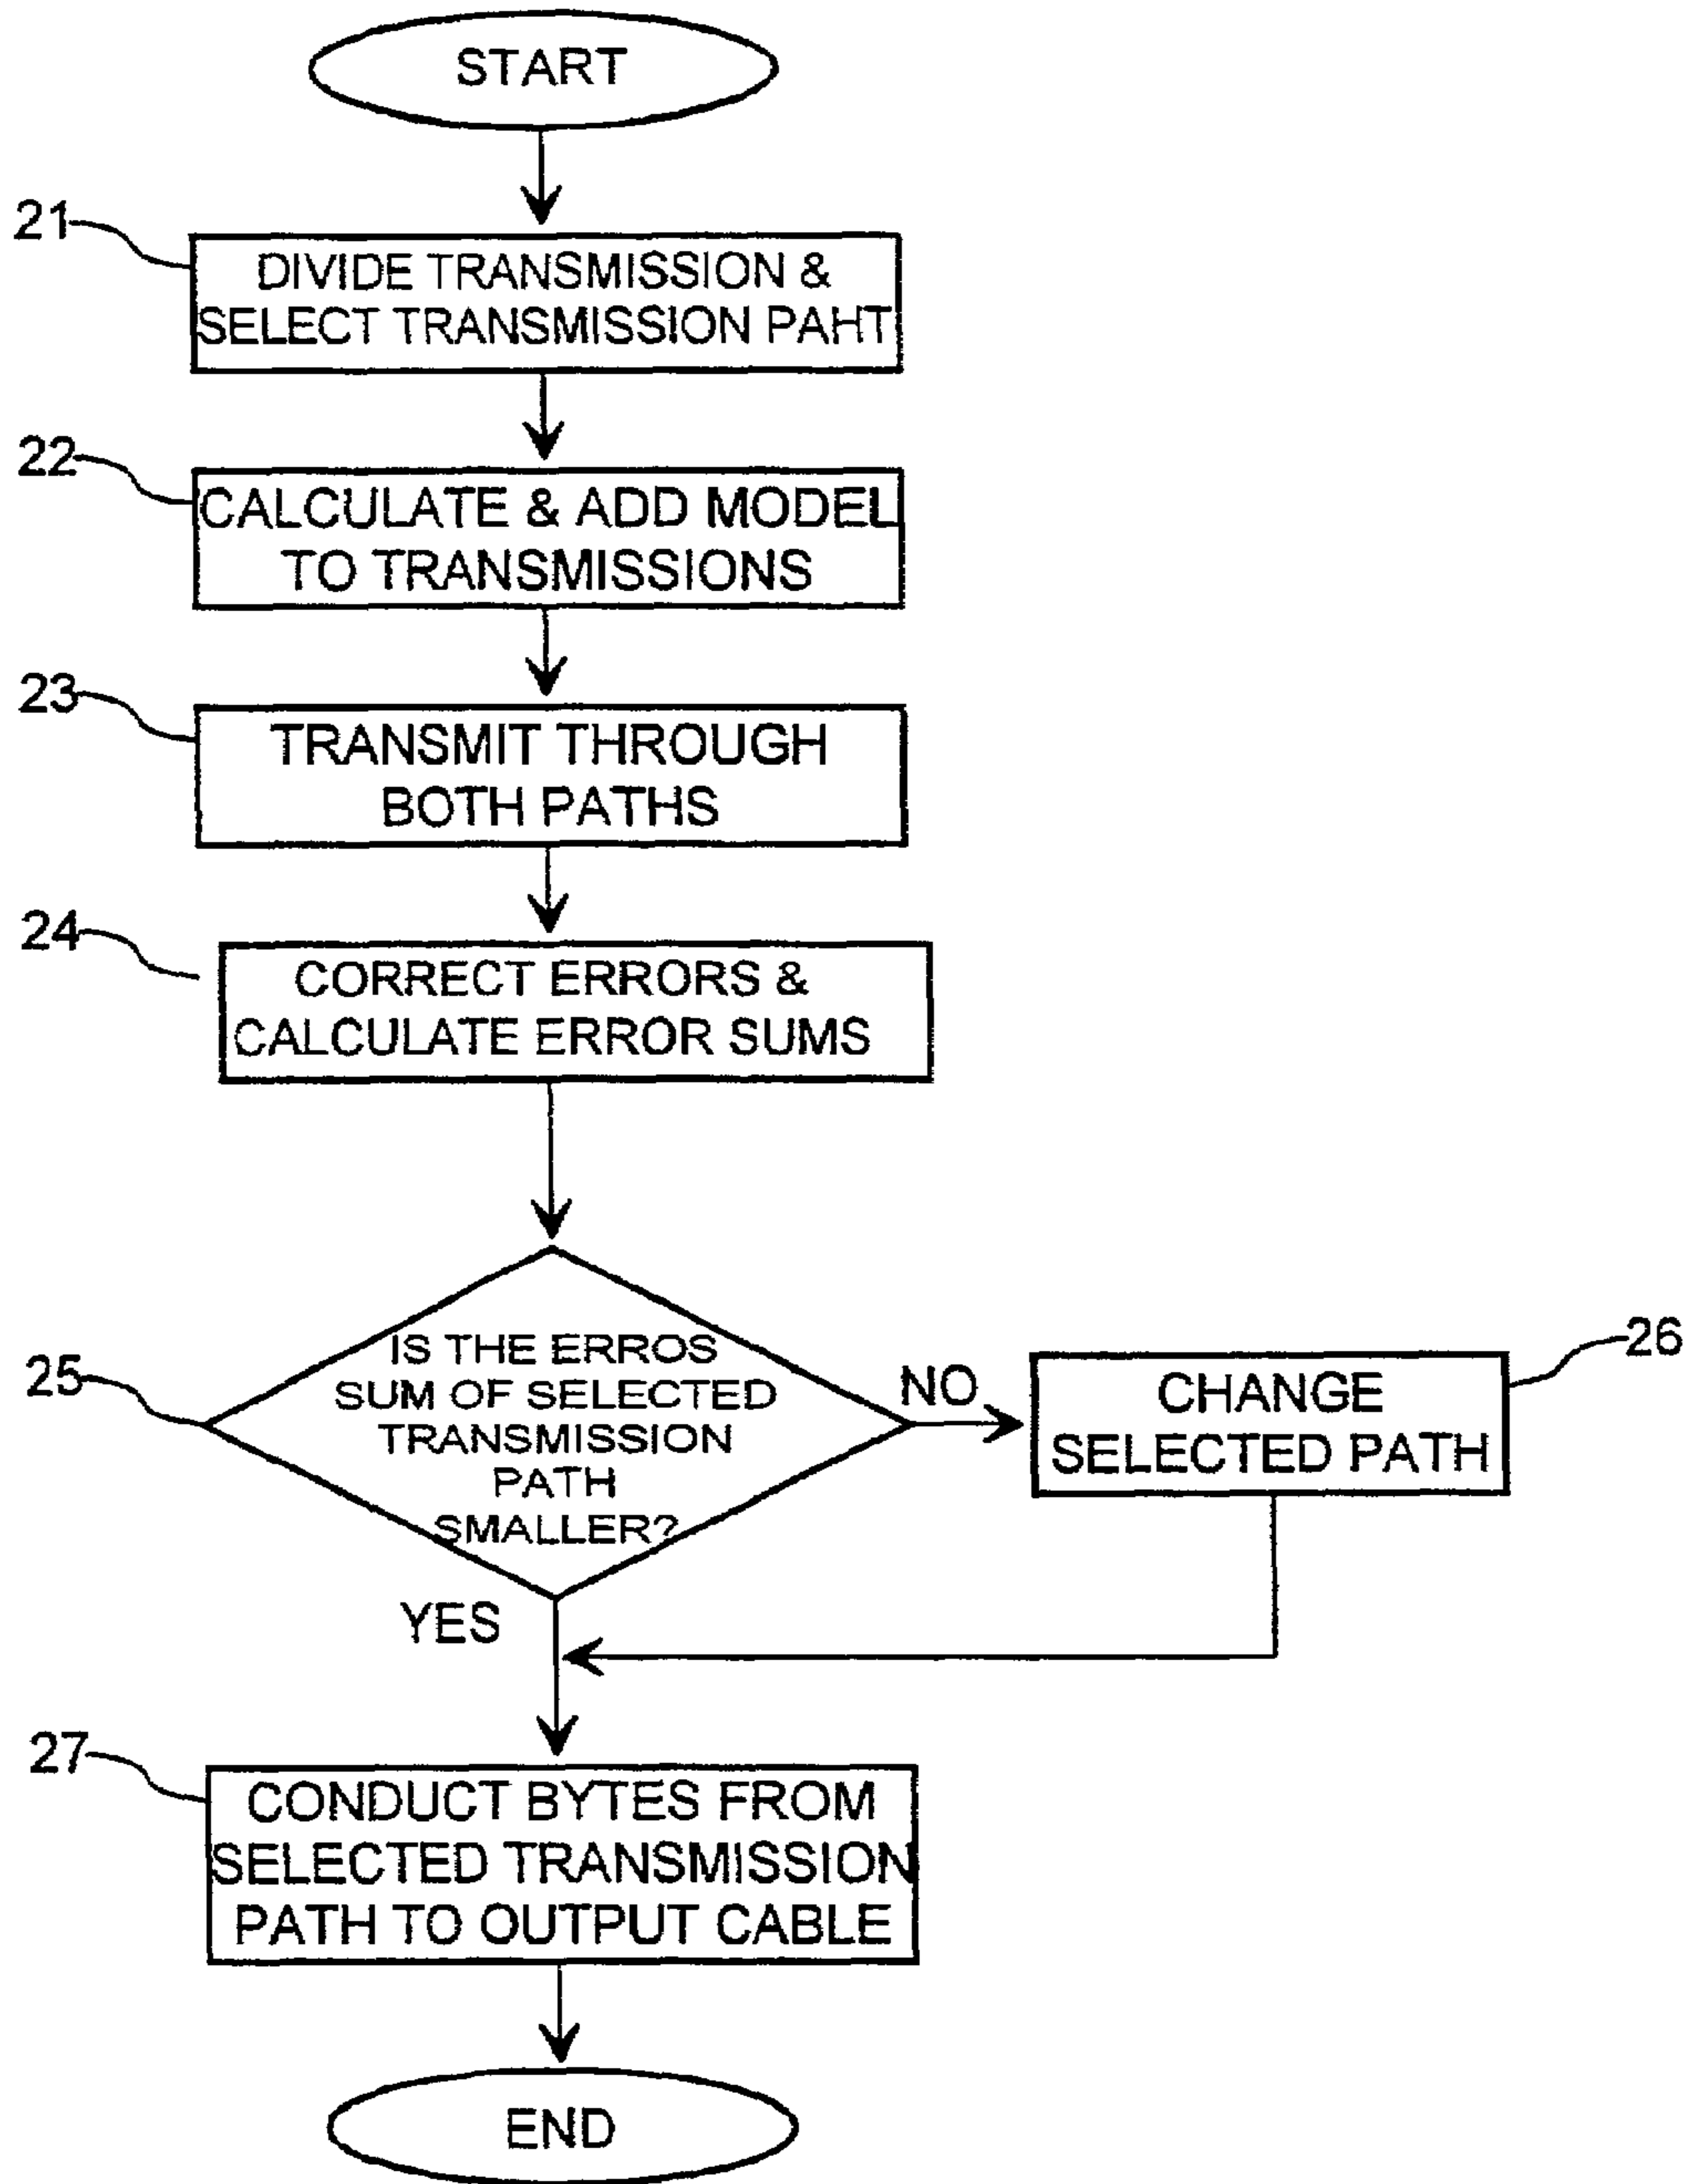 START
21
DIVIDE TRANSMISSION &
SELECT TRANSMISSION PAHT
22
CALCULATE & ADD MODEL
TO TRANSMISSIONS
23
TRANSMIT THROUGH
BOTH PATHS
24
CORRECT ERRORS &
CALCULATE ERROR SUMS
25
IS THE ERROS
SUM OF SELECTED
TRANSMISSION
PATH
SMALLER?
NO
26
CHANGE
SELECTED PATH
YES
27
CONDUCT BYTES FROM
SELECTED TRANSMISSION
PATH TO OUTPUT CABLE
END